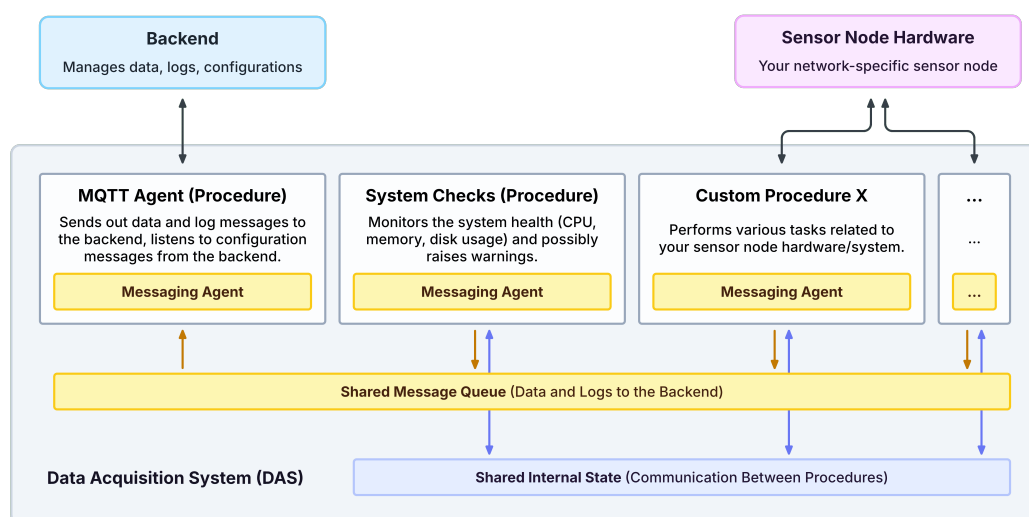 Backend
Manages data, logs, configurations
Sensor Node Hardware
Your network-specific sensor node
MQTT Agent (Procedure)
Sends out data and log messages to
the backend, listens to configuration
messages from the backend.
Messaging Agent
System Checks (Procedure)
Monitors the system health (CPU,
memory, disk usage) and possibly
raises warnings.
Messaging Agent
Custom Procedure X
Performs various tasks related to
your sensor node hardware/system.
Messaging Agent
...
...
...
Shared Message Queue (Data and Logs to the Backend)
Data Acquisition System (DAS)
Shared Internal State (Communication Between Procedures)